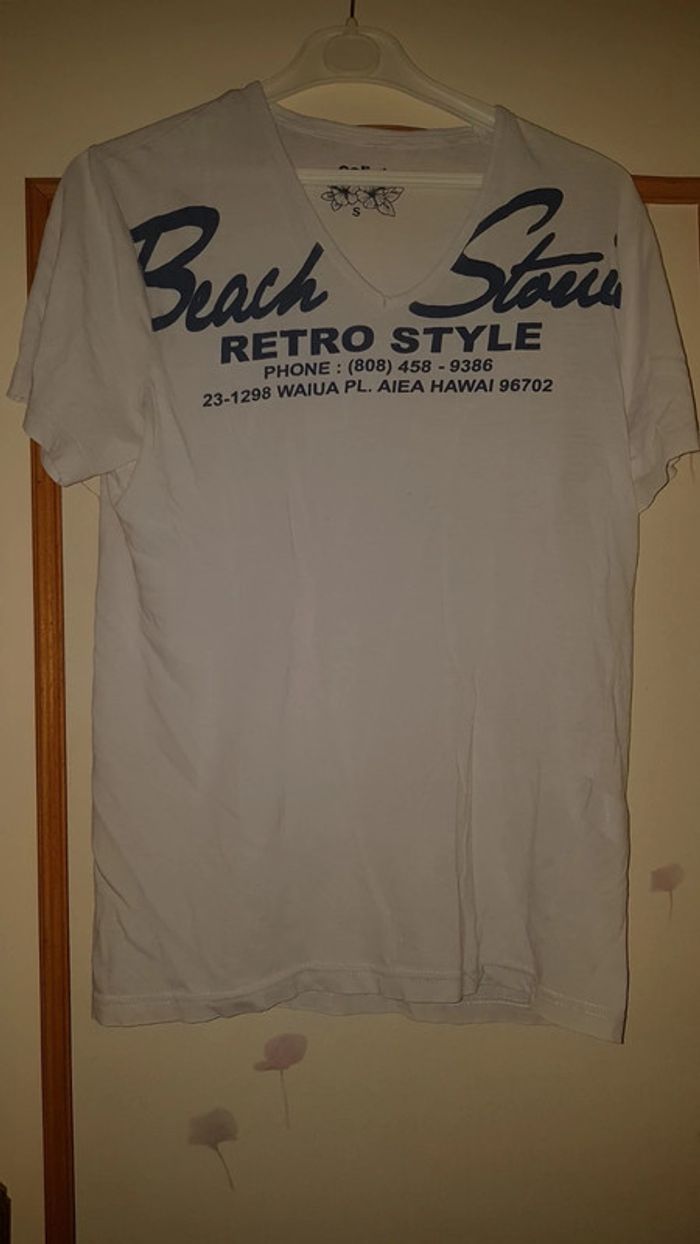 S
Beach
RETRO STYLE
PHONE : (808) 458 - 9386
23-1298 WAIUA PL. AIEA HAWAI 96702